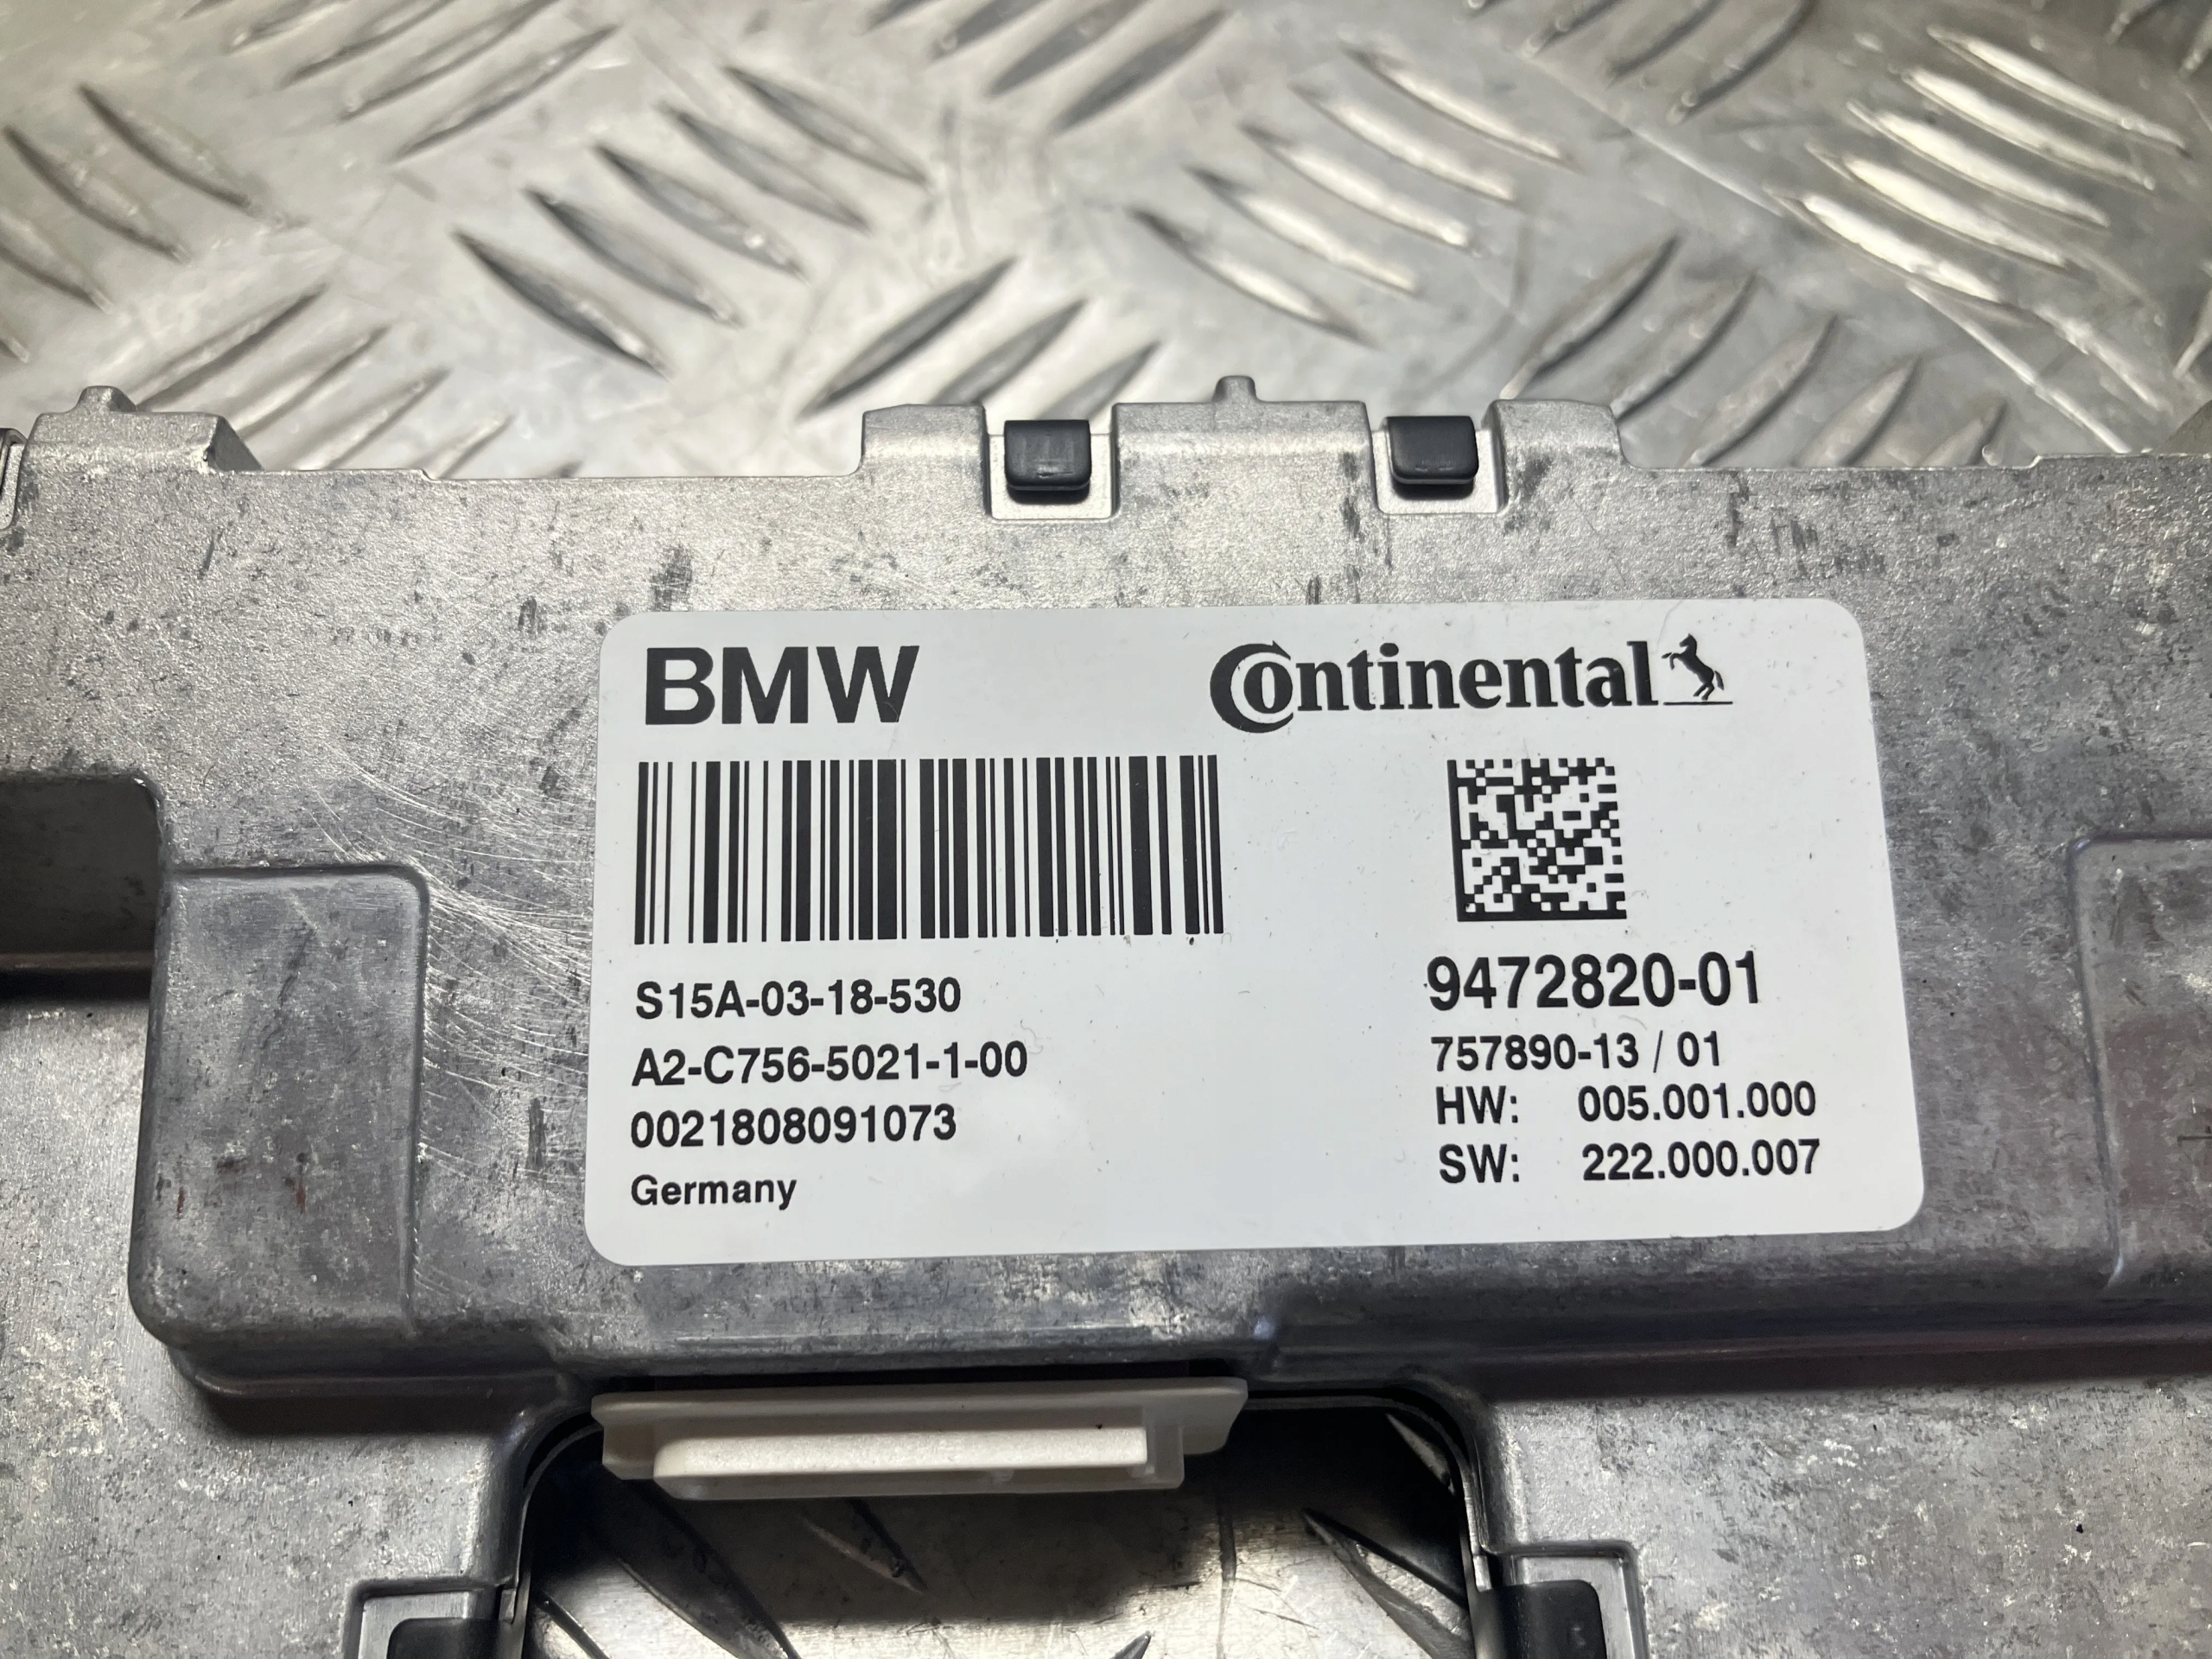 BMW
Continental
S15A-03-18-530
A2-C756-5021-1-00
0021808091073
Germany
9472820-01
757890-13 / 01
HW: 005.001.000
SW: 222.000.007